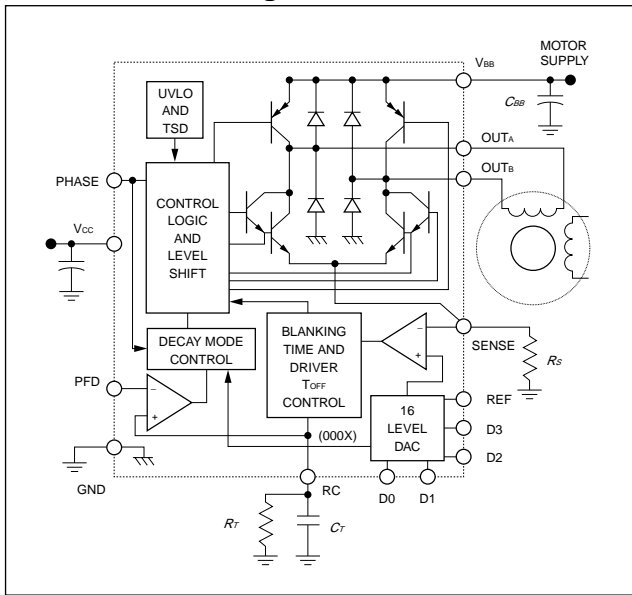 MOTOR
SUPPLY
VBB
CBB
UVLO
AND
TSD
OUTA
OUTB
PHASE
CONTROL
LOGIC
AND
LEVEL
SHIFT
VCC
DECAY MODE
CONTROL
BLANKING
TIME AND
DRIVER
TOFF
CONTROL
−
+
SENSE
RS
PFD
−
+
(000X)
16
LEVEL
DAC
REF
D3
D2
GND
RC
D0
D1
RT
CT